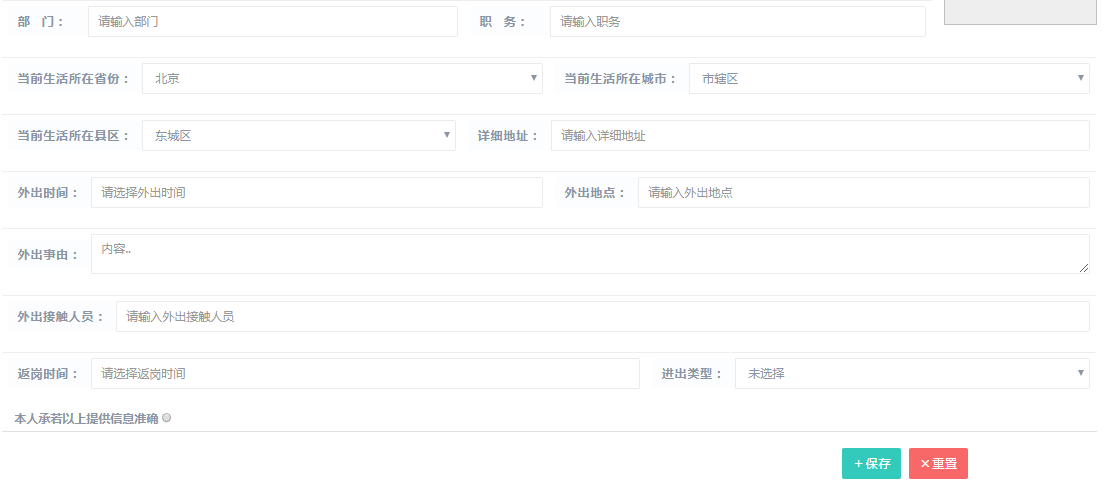 部 门： 请输入部门 职 务： 请输入职务
当前生活所在省份： 北京 当前生活所在城市： 市辖区
当前生活所在县区： 东城区 详细地址： 请输入详细地址
外出时间： 请选择外出时间 外出地点： 请输入外出地点
外出事由： 内容..
外出接触人员： 请输入外出接触人员
返岗时间： 请选择返岗时间 进出类型： 未选择
本人承若以上提供信息准确
+保存 ×重置